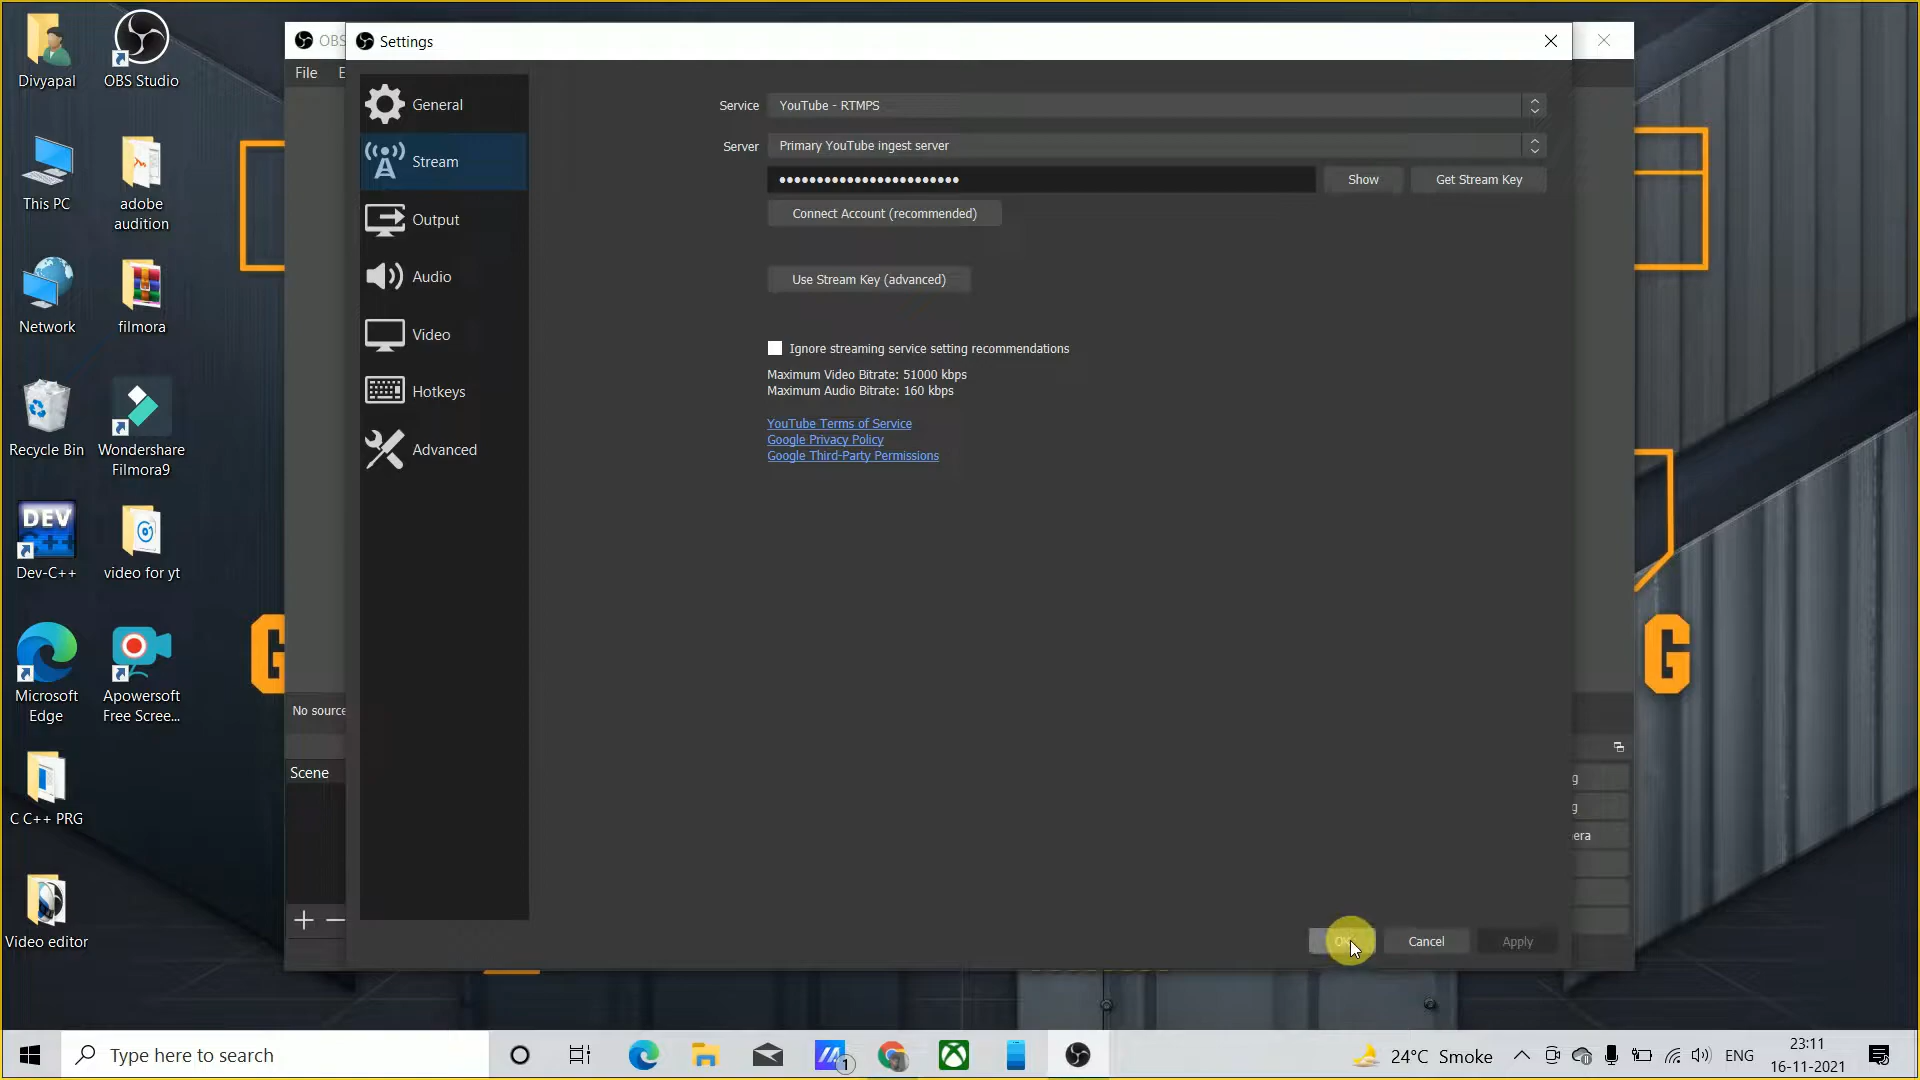 Divyapal
OBS Studio
This PC
adobe
audition
Network
filmora
Recycle Bin
Wondershare
Filmora9
DEV
C++
Dev-C++
video for yt
Microsoft
Edge
Apowersoft
Free Scree...
C C++ PRG
Video editor
G
G
OBS
File
E
No source
Scene
g
g
era
Settings
General
Stream
Output
Audio
Video
Hotkeys
Advanced
Service
YouTube - RTMPS
Server
Primary YouTube ingest server
••••••••••••••••••••••••
Show
Get Stream Key
Connect Account (recommended)
Use Stream Key (advanced)
Ignore streaming service setting recommendations
Maximum Video Bitrate: 51000 kbps
Maximum Audio Bitrate: 160 kbps
YouTube Terms of Service
Google Privacy Policy
Google Third-Party Permissions
OK
Cancel
Apply
Type here to search
1
24°C Smoke
ENG
23:11
16-11-2021